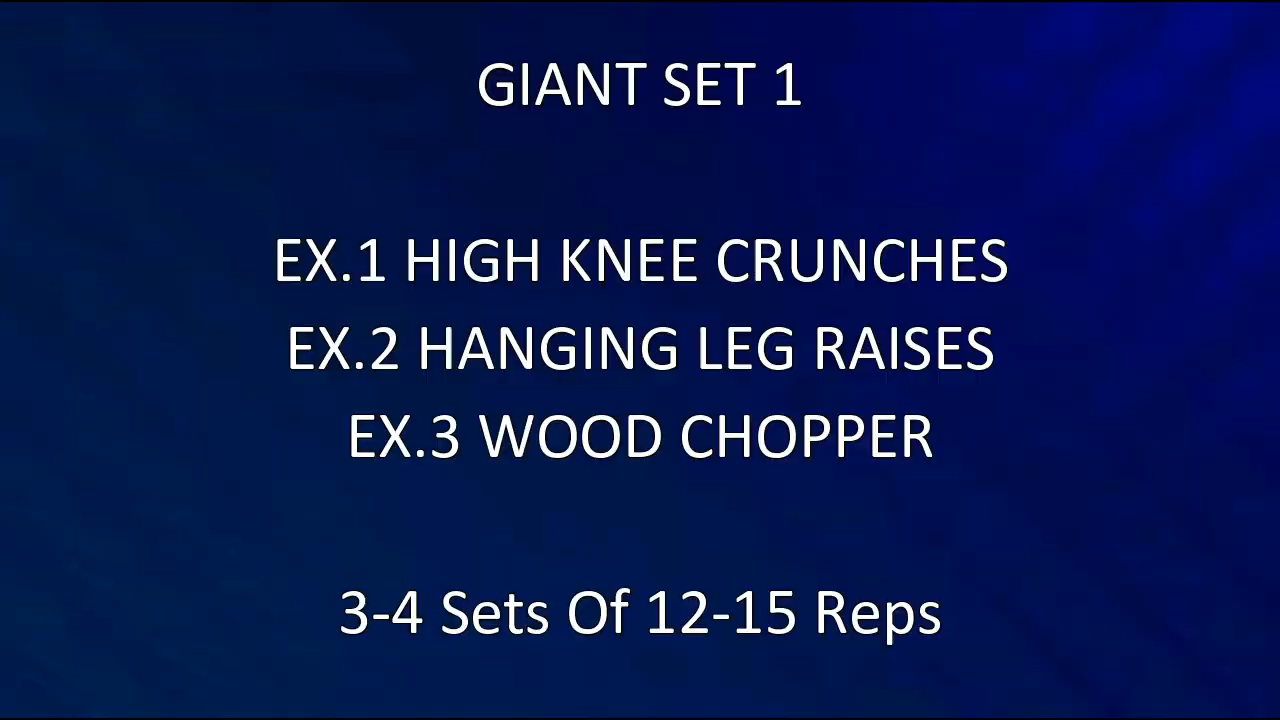 GIANT SET 1
EX.1 HIGH KNEE CRUNCHES
EX.2 HANGING LEG RAISES
EX.3 WOOD CHOPPER
3-4 Sets Of 12-15 Reps